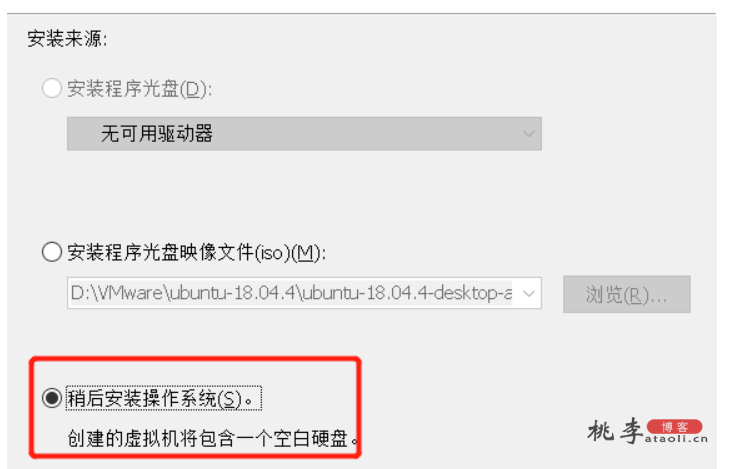 安装来源:
安装程序光盘(D):
无可用驱动器
安装程序光盘映像文件(iso)(M):
D:\VMware\ubuntu-18.04.4\ubuntu-18.04.4-desktop-a
浏览(R)...
稍后安装操作系统(S)。
创建的虚拟机将包含一个空白硬盘。
桃李 博客
ataoli.cn